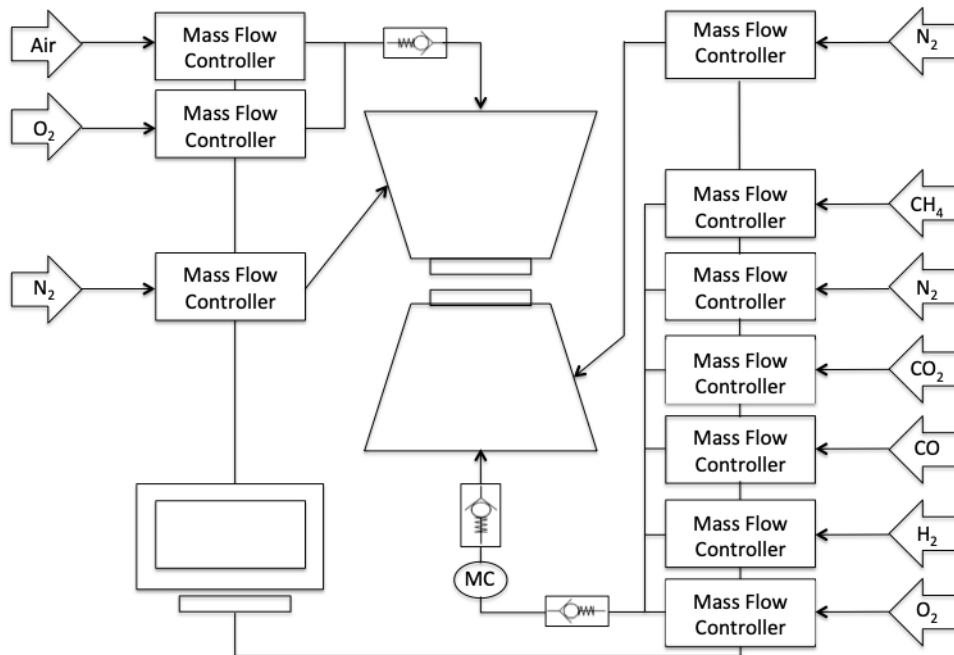 Air
Mass Flow
Controller
O₂
Mass Flow
Controller
N₂
Mass Flow
Controller
MC
Mass Flow
Controller
N₂
Mass Flow
Controller
CH₄
Mass Flow
Controller
N₂
Mass Flow
Controller
CO₂
Mass Flow
Controller
CO
Mass Flow
Controller
H₂
Mass Flow
Controller
O₂